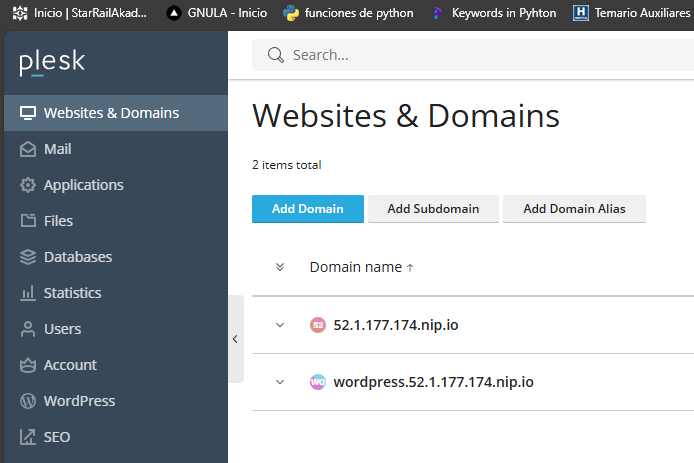 Inicio | StarRailAkad... GNULA - Inicio funciones de python Keywords in Pyhton Temario Auxiliares
plesk
Search...
Websites & Domains
Websites & Domains
Mail
2 items total
Applications
Add Domain Add Subdomain Add Domain Alias
Files
Databases
Domain name ↑
Statistics
Users
52 52.1.177.174.nip.io
Account
WO wordpress.52.1.177.174.nip.io
WordPress
SEO